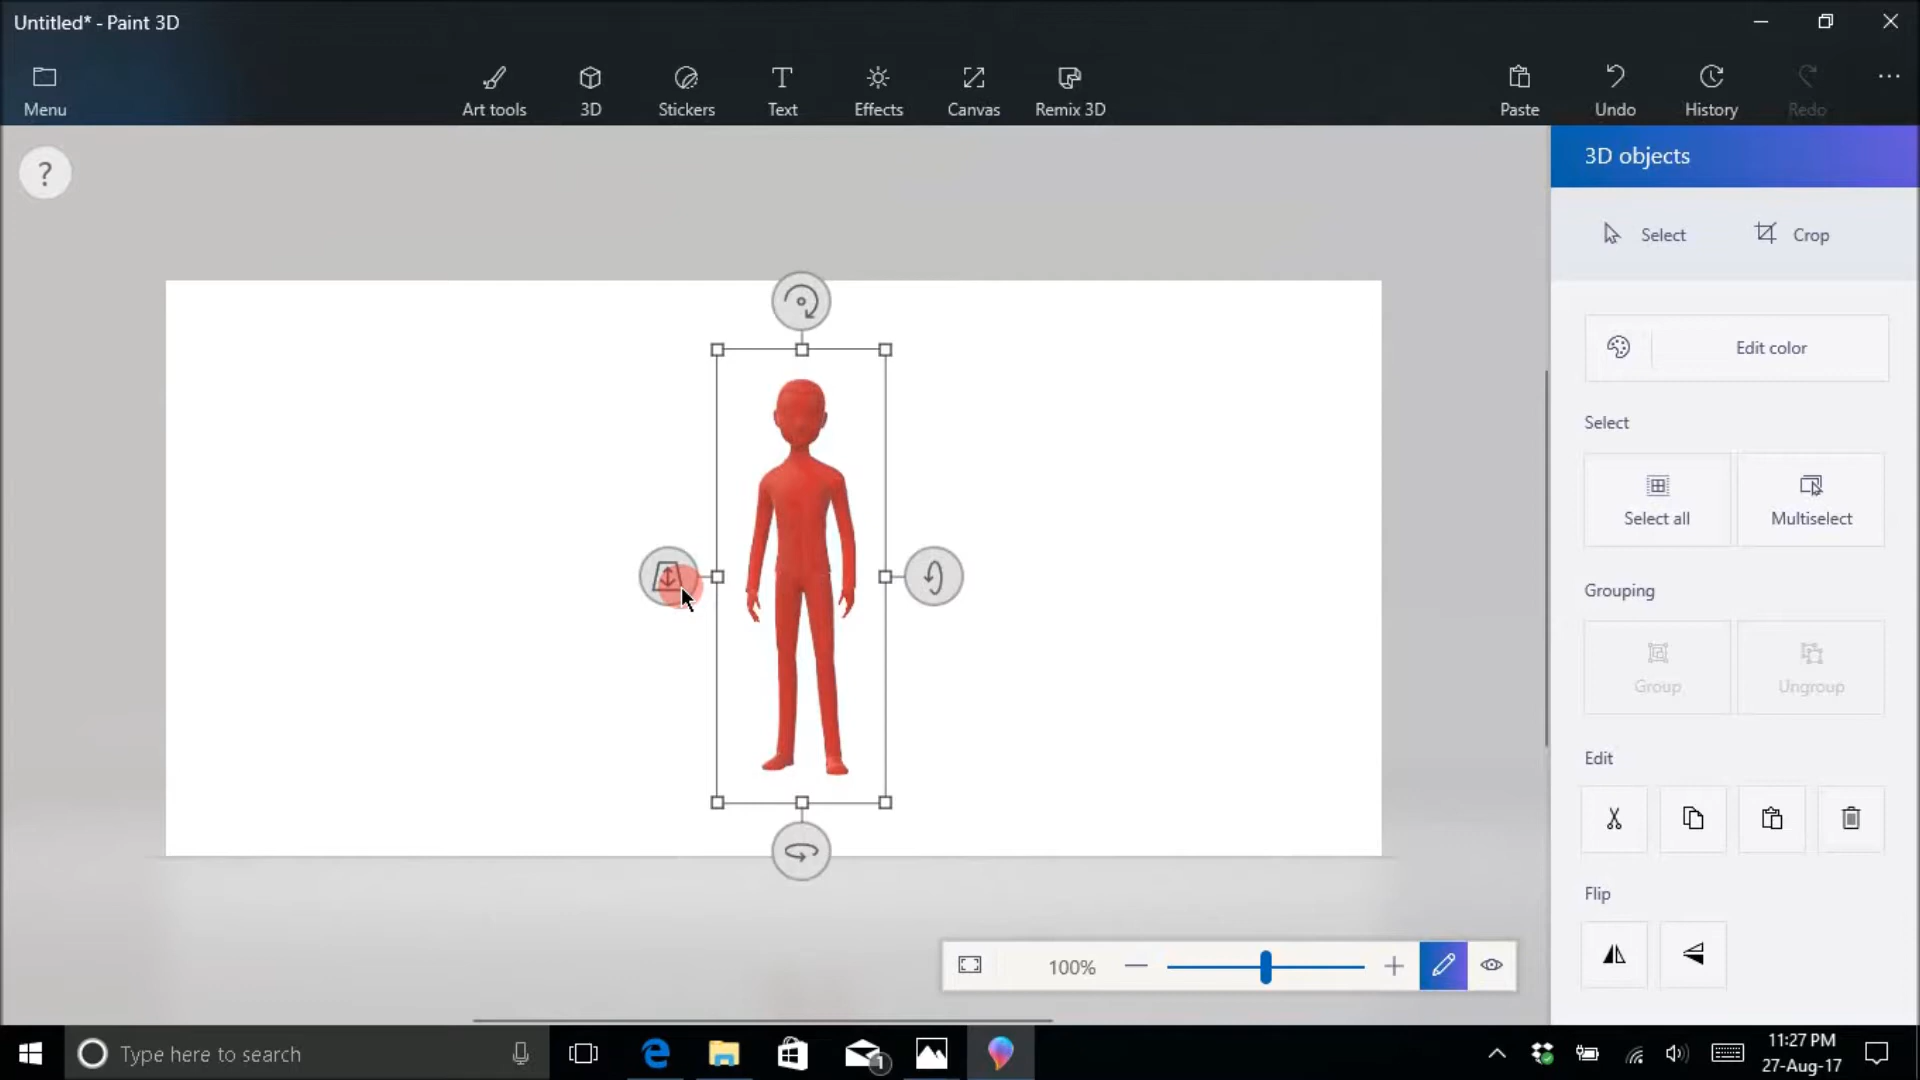 Untitled* - Paint 3D
Menu
Art tools
3D
Stickers
Text
Effects
Canvas
Remix 3D
Paste
Undo
History
Redo
?
3D objects
Select
Crop
Edit color
Select
Select all
Multiselect
Grouping
Group
Ungroup
Edit
Flip
100%
Type here to search
1
11:27 PM
27-Aug-17